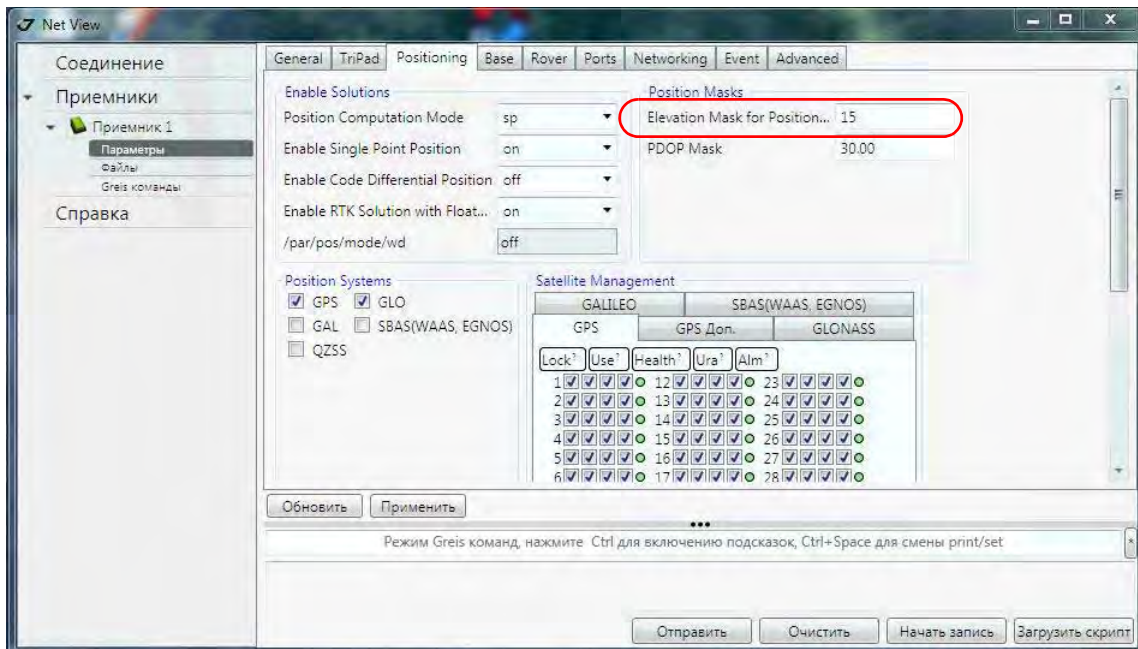 Net View
Соединение
Приемники
Приемник 1
Параметры
Файлы
Greis команды
Справка
General TriPad Positioning Base Rover Ports Networking Event Advanced
Enable Solutions
Position Computation Mode sp
Enable Single Point Position on
Enable Code Differential Position off
Enable RTK Solution with Float... on
/par/pos/mode/wd off
Position Masks
Elevation Mask for Position... 15
PDOP Mask 30.00
Position Systems
GPS GLO
GAL SBAS(WAAS, EGNOS)
QZSS
Satellite Management
GALILEO SBAS(WAAS, EGNOS)
GPS GPS Доп. GLONASS
Lock? Use? Health? Ura? Alm?
1 12 23
2 13 24
3 14 25
4 15 26
5 16 27
6 17 28
Обновить Применить
Режим Greis команд, нажмите Ctrl для включению подсказок, Ctrl+Space для смены print/set
Отправить Очистить Начать запись Загрузить скрипт